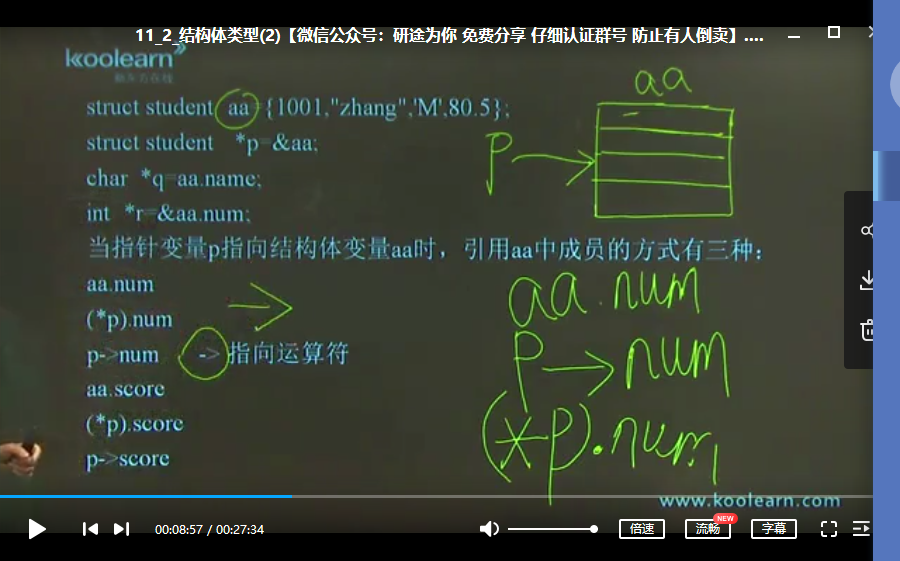 11_2_结构体类型(2)【微信公众号：研途为你 免费分享 仔细认证群号 防止有人倒卖】....
koolearn
新东方在线
struct student aa={1001,"zhang",'M',80.5};
aa
struct student *p=&aa;
p
char *q=aa.name;
int *r=&aa.num;
当指针变量p指向结构体变量aa时，引用aa中成员的方式有三种：
aa.num
aa.num
(*p).num
p->num -> 指向运算符
p->num
aa.score
(*p).score
(*p).num
p->score
www.koolearn.com
00:08:57 / 00:27:34
倍速
流畅
NEW
字幕